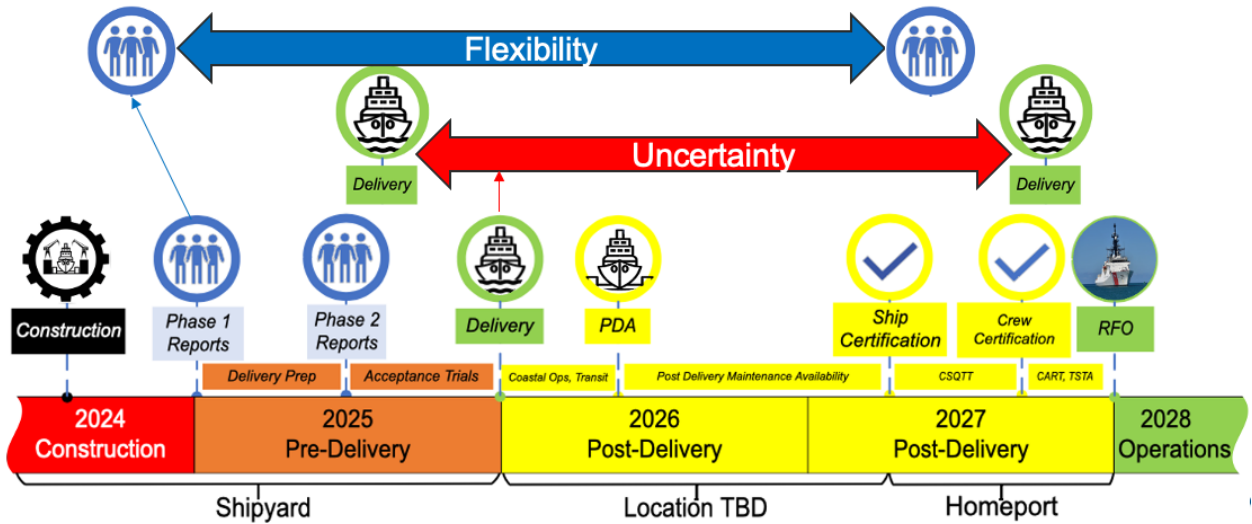 Flexibility
Uncertainty
Delivery
Delivery
Construction
Phase 1
Reports
Phase 2
Reports
Delivery
PDA
Ship
Certification
Crew
Certification
RFO
Delivery Prep
Acceptance Trials
Coastal Ops, Transit
Post Delivery Maintenance Availability
CSQTT
CART, TSTA
2024
Construction
2025
Pre-Delivery
2026
Post-Delivery
2027
Post-Delivery
2028
Operations
Shipyard
Location TBD
Homeport